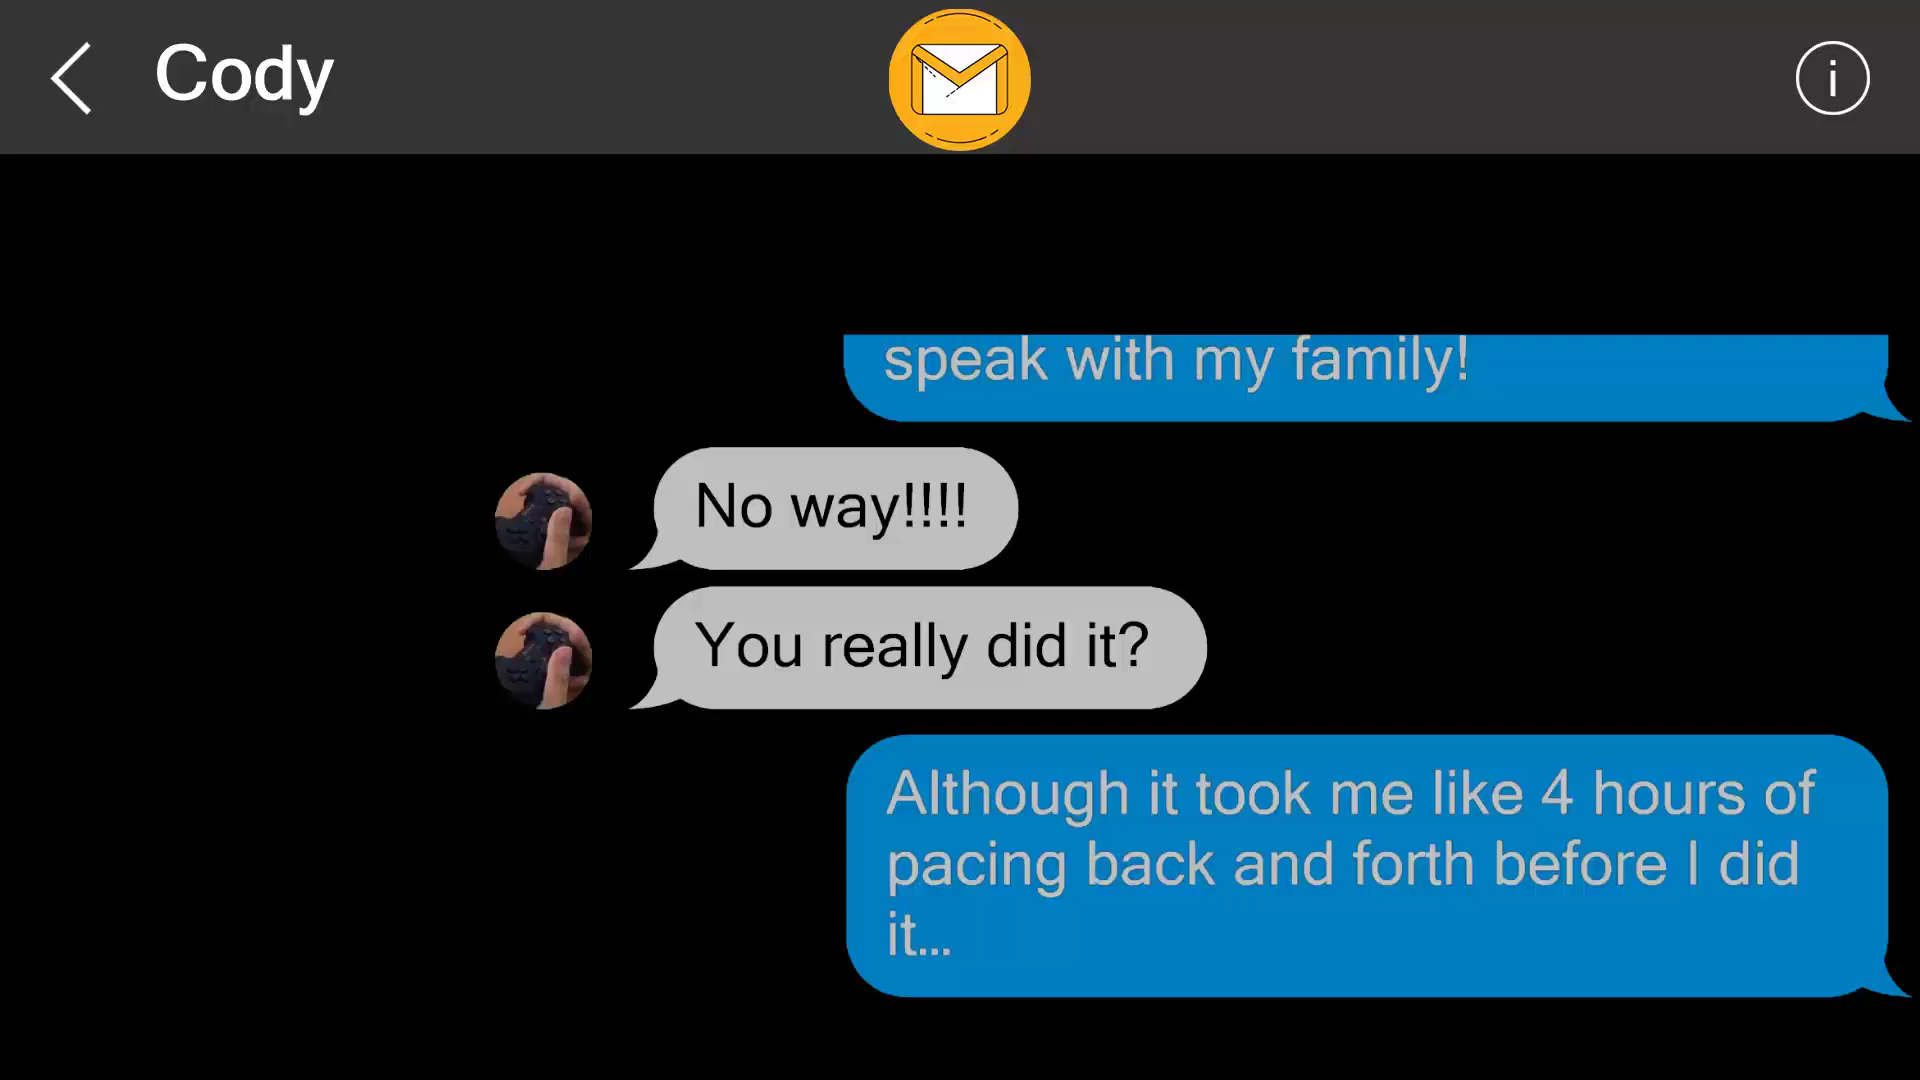 Cody
i
speak with my family!
No way!!!!
You really did it?
Although it took me like 4 hours of
pacing back and forth before I did
it...